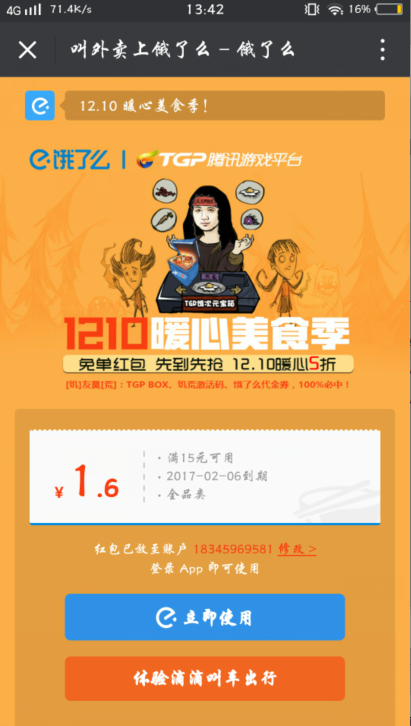 4G 71.4K/s 13:42 16%
叫外卖上饿了么 – 饿了么
12.10 暖心美食季!
饿了么 | TGP腾讯游戏平台
TGP饥次元宝箱
1210暖心美食季
免单红包 先到先抢 12.10暖心5折
[饥]友薰[荒]:TGP BOX、饥荒激活码、饿了么代金券,100%必中!
¥ 1.6
· 满15元可用
· 2017-02-06到期
· 全品类
红包已放至账户 18345969581 修改 >
登录 App 即可使用
立即使用
体验滴滴叫车出行